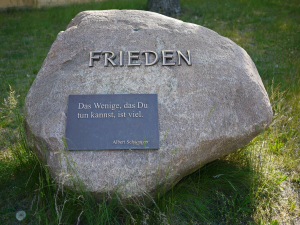 FRIEDEN
Das Wenige, das Du
tun kannst, ist viel.
Albert Schweitzer